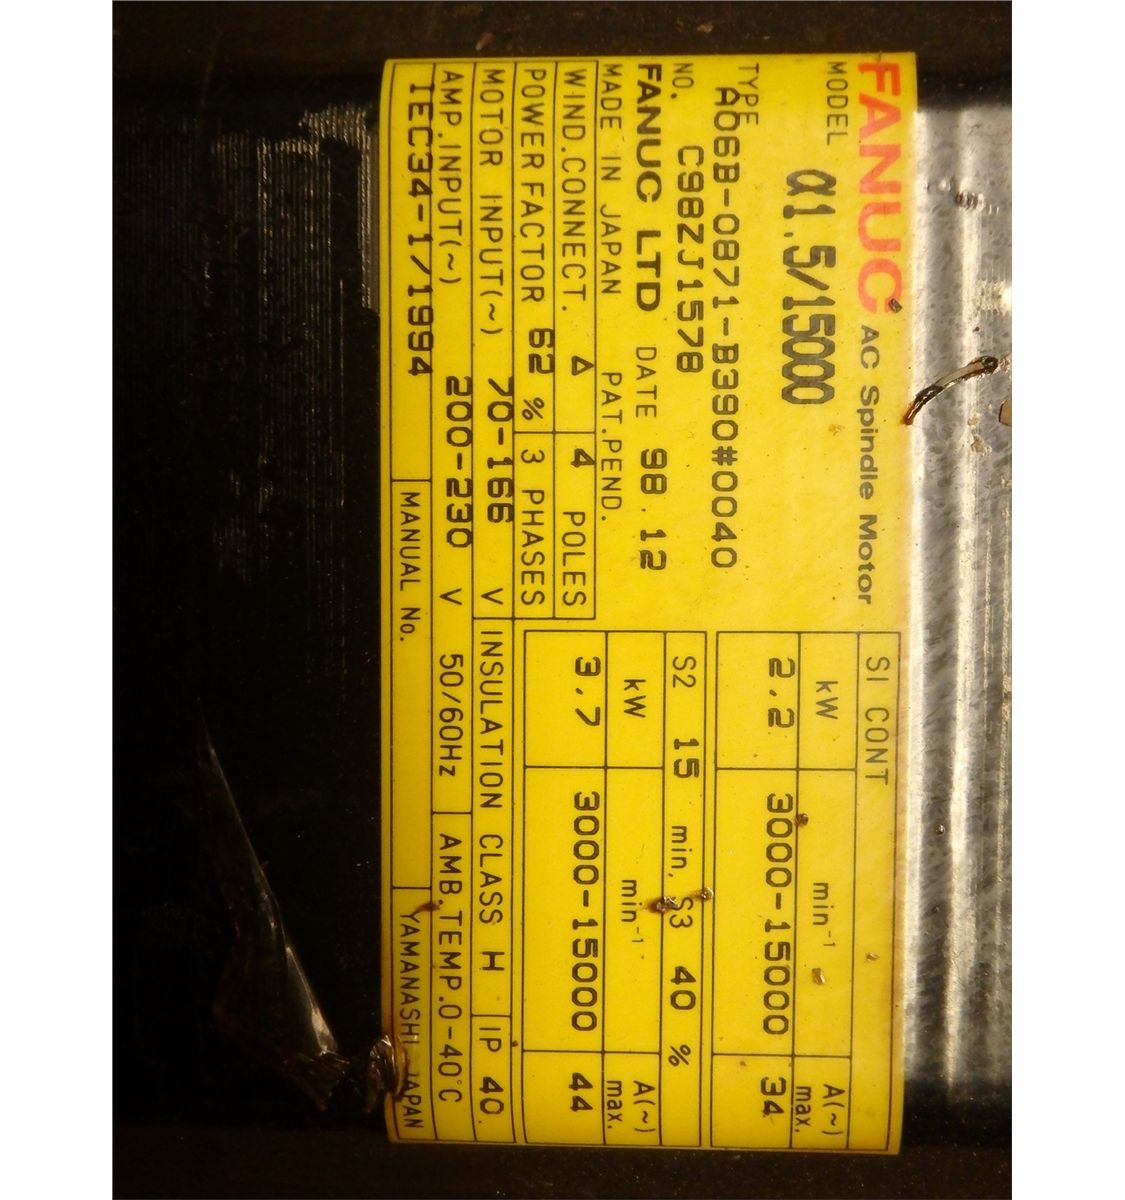 FANUC AC Spindle Motor
MODEL α1.5/15000
TYPE A06B-0871-B390#0040
NO. C98ZJ1578
FANUC LTD DATE 98.12
MADE IN JAPAN PAT.PEND.
WIND.CONNECT. Δ 4 POLES
POWER FACTOR 62 % 3 PHASES
MOTOR INPUT(~) 70-166 V INSULATION CLASS H IP 40.
AMP.INPUT(~) 200-230 V 50/60Hz AMB.TEMP.0-40°C
IEC34-1/1994 MANUAL No. YAMANASHI JAPAN
S1 CONT
kW min⁻¹ A(~) max.
2.2 3000-15000 34
S2 15 min, S3 40 %
kW min⁻¹ A(~) max.
3.7 3000-15000 44